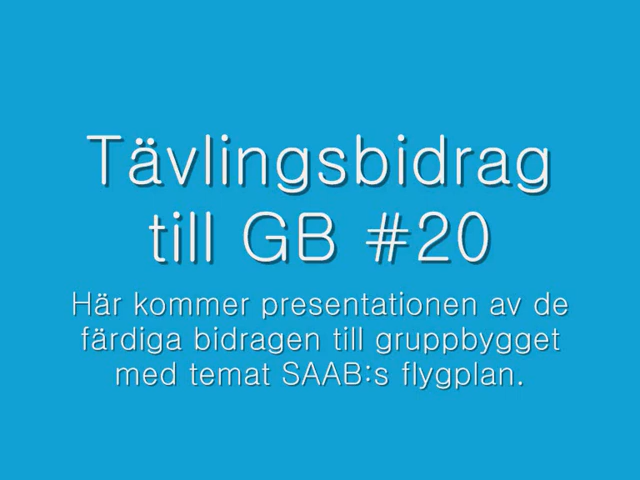 Tävlingsbidrag
till GB #20
Här kommer presentationen av de
färdiga bidragen till gruppbygget
med temat SAAB:s flygplan.